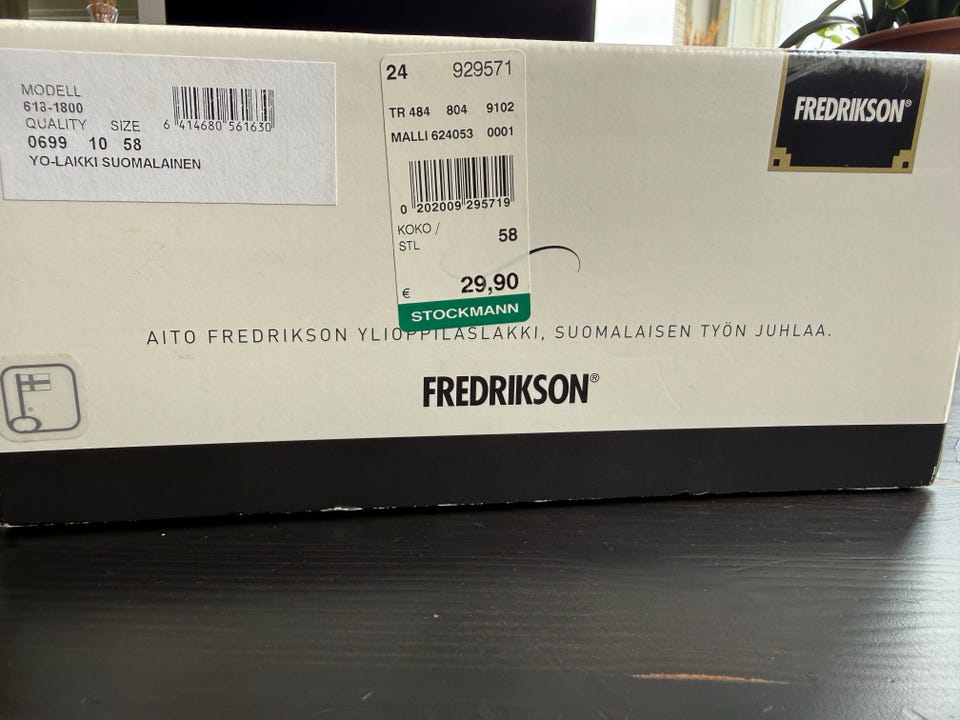 MODELL
613-1800
QUALITY SIZE
0699 10 58
YO-LAKKI SUOMALAINEN
6 414680 561630
24 929571
TR 484 804 9102
MALLI 624053 0001
0 202009 295719
KOKO / 58
STL
€ 29,90
STOCKMANN
FREDRIKSON®
AITO FREDRIKSON YLIOPPILASLAKKI, SUOMALAISEN TYÖN JUHLAA.
FREDRIKSON®